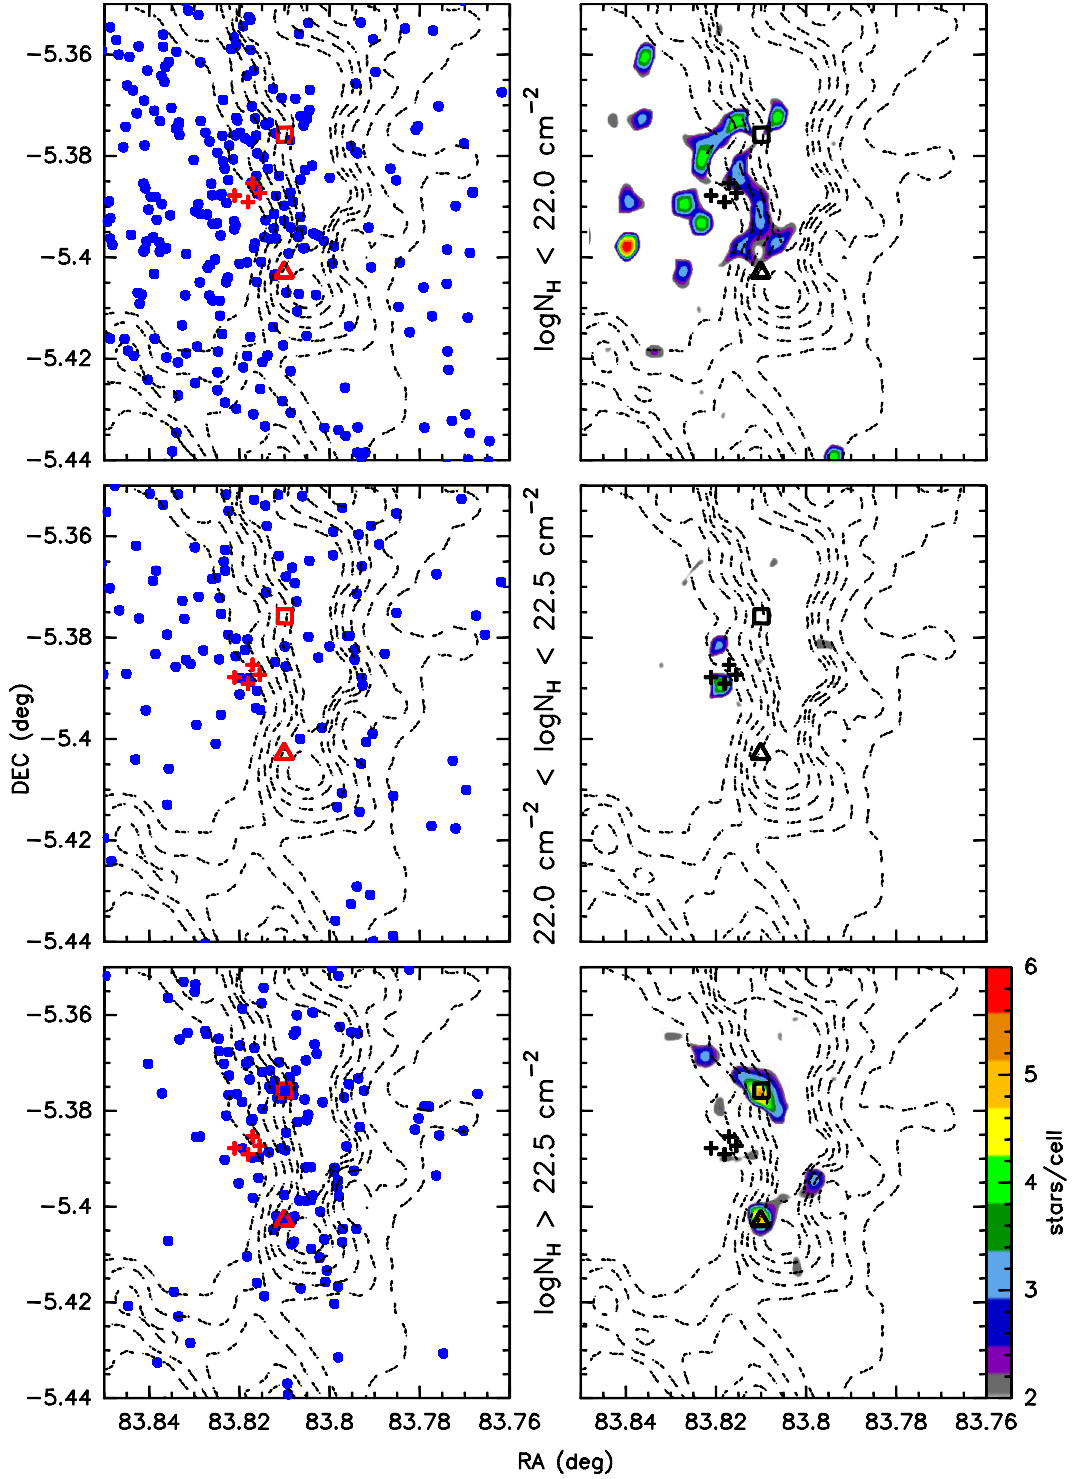 −5.36
−5.38
−5.4
−5.42
−5.44
logN_H < 22.0 cm^−2
−5.36
−5.38
−5.4
−5.42
−5.44
DEC (deg)
22.0 cm^−2 < logN_H < 22.5 cm^−2
−5.36
−5.38
−5.4
−5.42
−5.44
logN_H > 22.5 cm^−2
6
5
4
3
2
stars/cell
83.84 83.82 83.8 83.78 83.76
83.84 83.82 83.8 83.78 83.76
RA (deg)